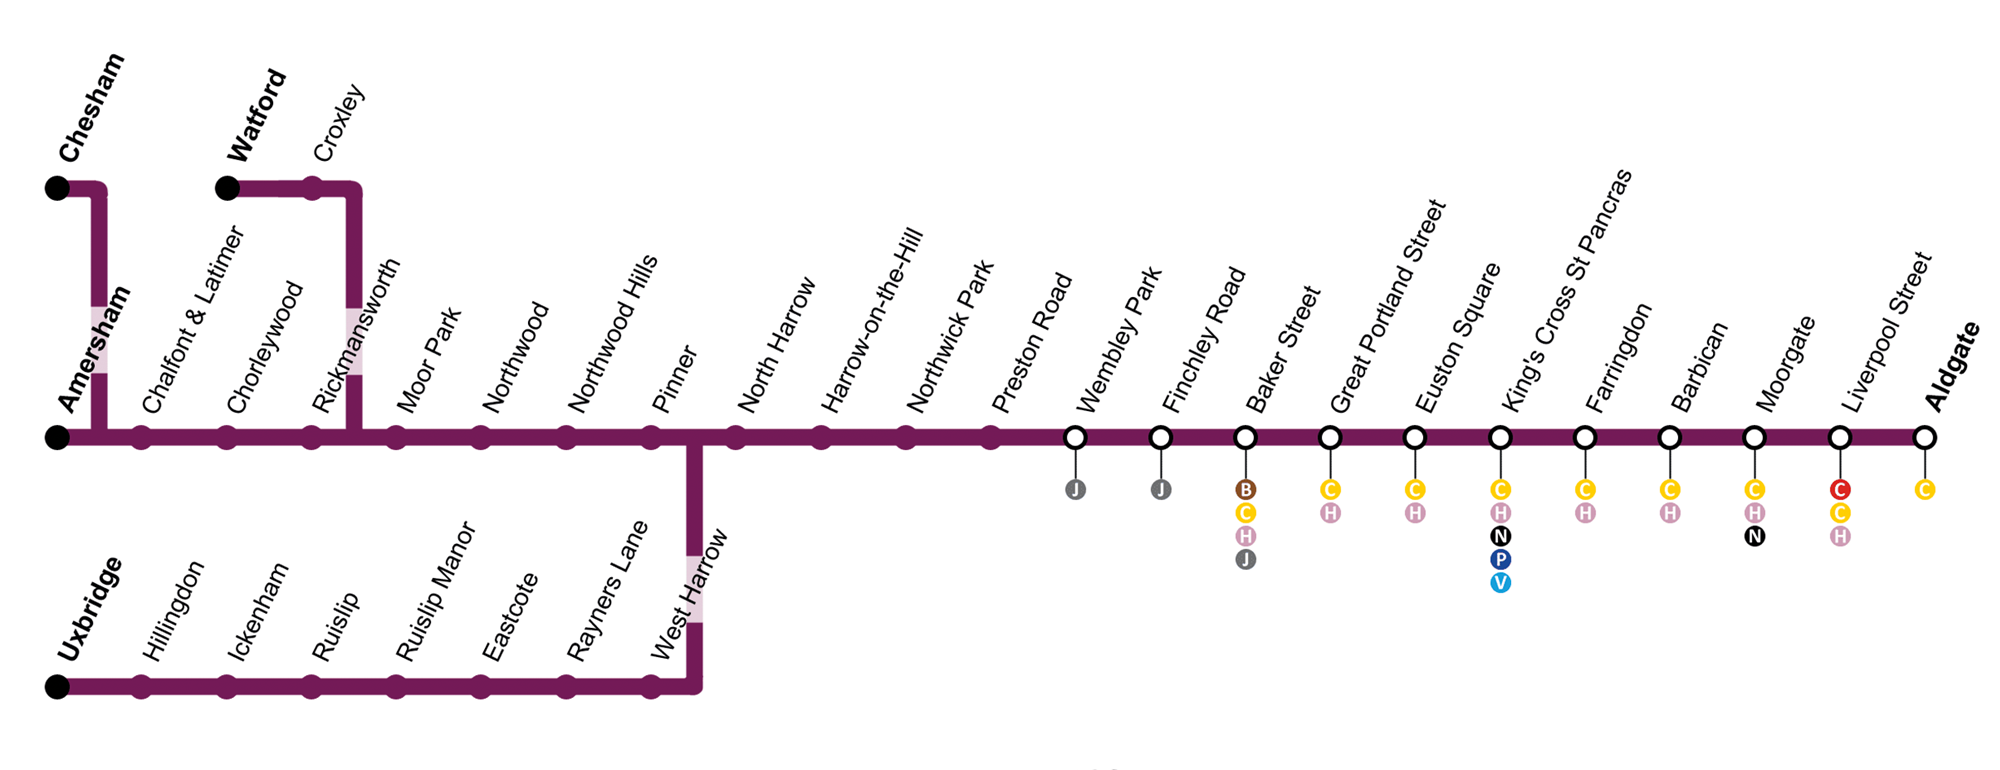 Chesham
Watford
Croxley
Amersham
Chalfont & Latimer
Chorleywood
Rickmansworth
Moor Park
Northwood
Northwood Hills
Pinner
North Harrow
Harrow-on-the-Hill
Northwick Park
Preston Road
Wembley Park
Finchley Road
Baker Street
Great Portland Street
Euston Square
King's Cross St Pancras
Farringdon
Barbican
Moorgate
Liverpool Street
Aldgate
J
J
B
C
H
J
C
H
C
H
C
H
N
P
V
C
H
C
H
C
H
N
C
C
H
C
Uxbridge
Hillingdon
Ickenham
Ruislip
Ruislip Manor
Eastcote
Rayners Lane
West Harrow